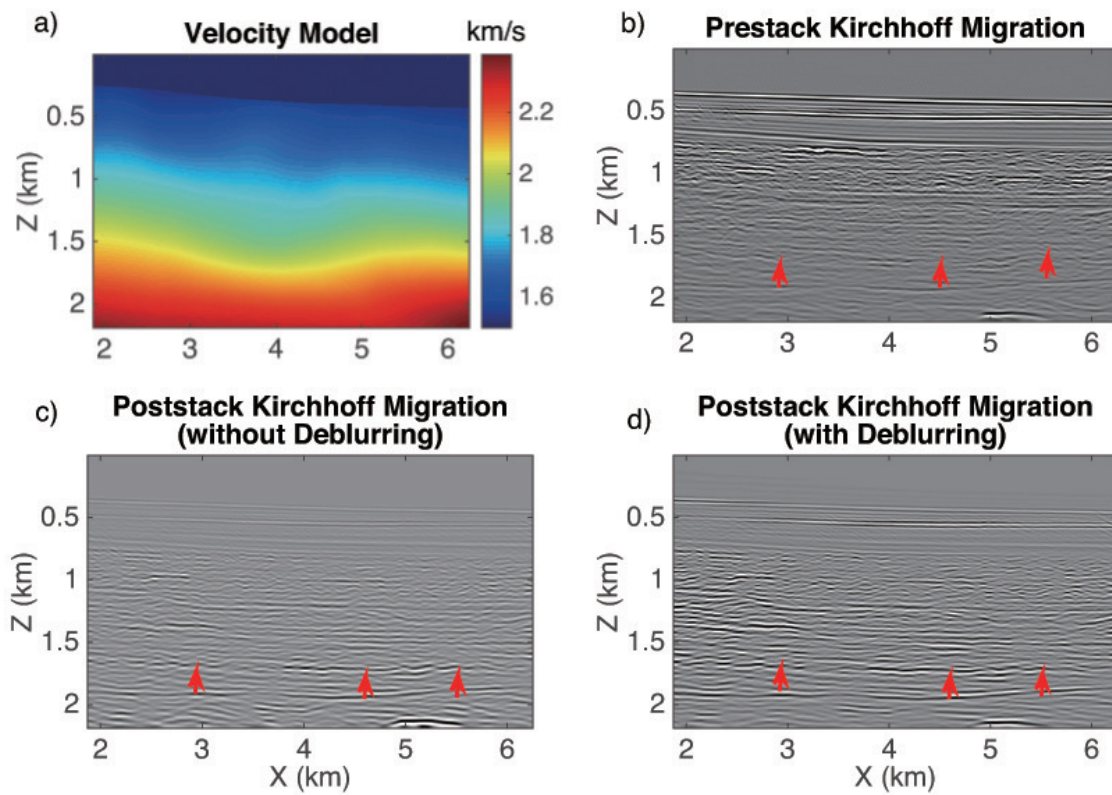 a)
Velocity Model
km/s
0.5
1
1.5
2
Z (km)
2 3 4 5 6
2.2
2
1.8
1.6
b)
Prestack Kirchhoff Migration
0.5
1
1.5
2
Z (km)
2 3 4 5 6
c)
Poststack Kirchhoff Migration
(without Deblurring)
0.5
1
1.5
2
Z (km)
2 3 4 5 6
X (km)
d)
Poststack Kirchhoff Migration
(with Deblurring)
0.5
1
1.5
2
Z (km)
2 3 4 5 6
X (km)